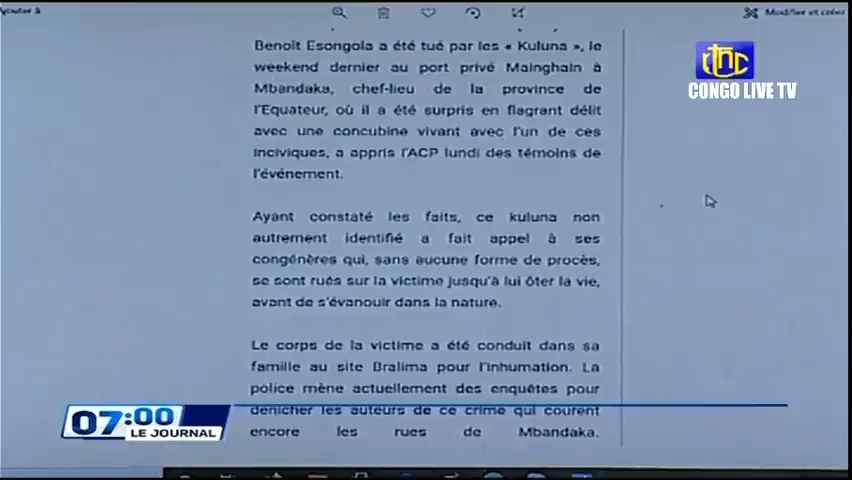 Ajouter à
Modifier et créer
Benoît Esongola a été tué par les « Kuluna », le
weekend dernier au port privé Mainghain à
Mbandaka, chef-lieu de la province de
l'Equateur, où il a été surpris en flagrant délit
avec une concubine vivant avec l'un de ces
inciviques, a appris l'ACP lundi des témoins de
l'événement.
Ayant constaté les faits, ce kuluna non
autrement identifié a fait appel à ses
congénères qui, sans aucune forme de procès,
se sont rués sur la victime jusqu'à lui ôter la vie,
avant de s'évanouir dans la nature.
Le corps de la victime a été conduit dans sa
famille au site Bralima pour l'inhumation. La
police mène actuellement des enquêtes pour
dénicher les auteurs de ce crime qui courent
encore les rues de Mbandaka.
rtnc
CONGO LIVE TV
07:00
LE JOURNAL